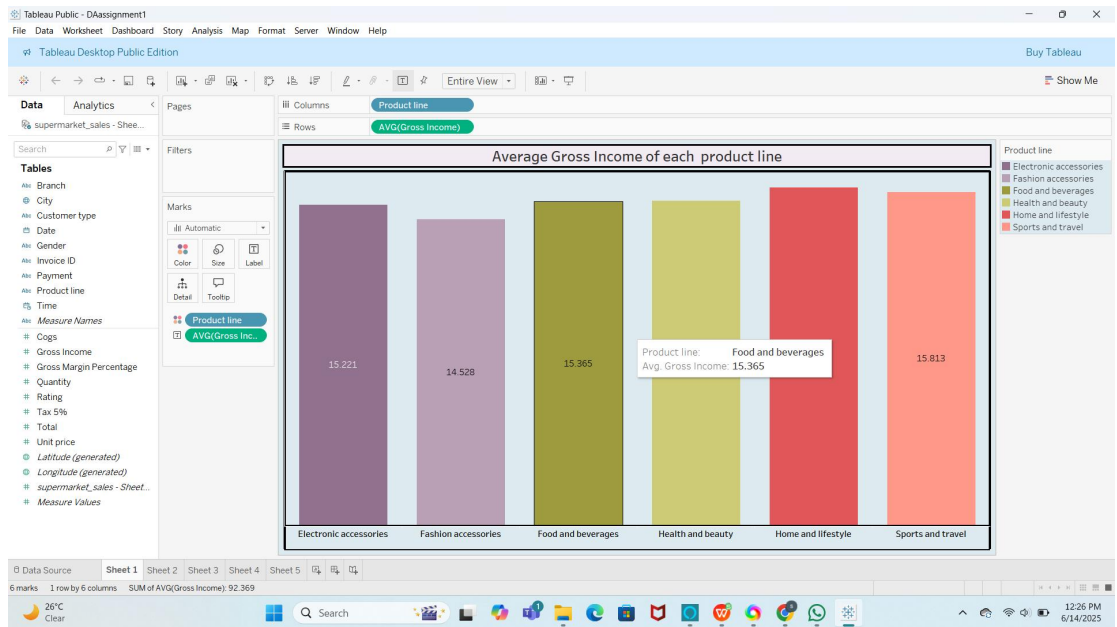 Tableau Public - DAassignment1
File Data Worksheet Dashboard Story Analysis Map Format Server Window Help
Tableau Desktop Public Edition
Buy Tableau
Entire View
Show Me
Data Analytics
Pages
Columns Product line
supermarket_sales - Shee...
Rows AVG(Gross Income)
Search
Filters
Average Gross Income of each product line
Product line
Tables
Electronic accessories
Fashion accessories
Food and beverages
Health and beauty
Home and lifestyle
Sports and travel
Abc Branch
City
Abc Customer type
Date
Abc Gender
Abc Invoice ID
Abc Payment
Abc Product line
Time
Abc Measure Names
# Cogs
# Gross Income
# Gross Margin Percentage
# Quantity
# Rating
# Tax 5%
# Total
# Unit price
Latitude (generated)
Longitude (generated)
# supermarket_sales - Sheet...
# Measure Values
Marks
Automatic
Color Size Label
Detail Tooltip
Product line
AVG(Gross Inc..
15.221
14.528
15.365
Product line: Food and beverages
Avg. Gross Income: 15.365
15.813
Electronic accessories Fashion accessories Food and beverages Health and beauty Home and lifestyle Sports and travel
Data Source Sheet 1 Sheet 2 Sheet 3 Sheet 4 Sheet 5
6 marks 1 row by 6 columns SUM of AVG(Gross Income): 92.369
26°C
Clear
Search
12:26 PM
6/14/2025